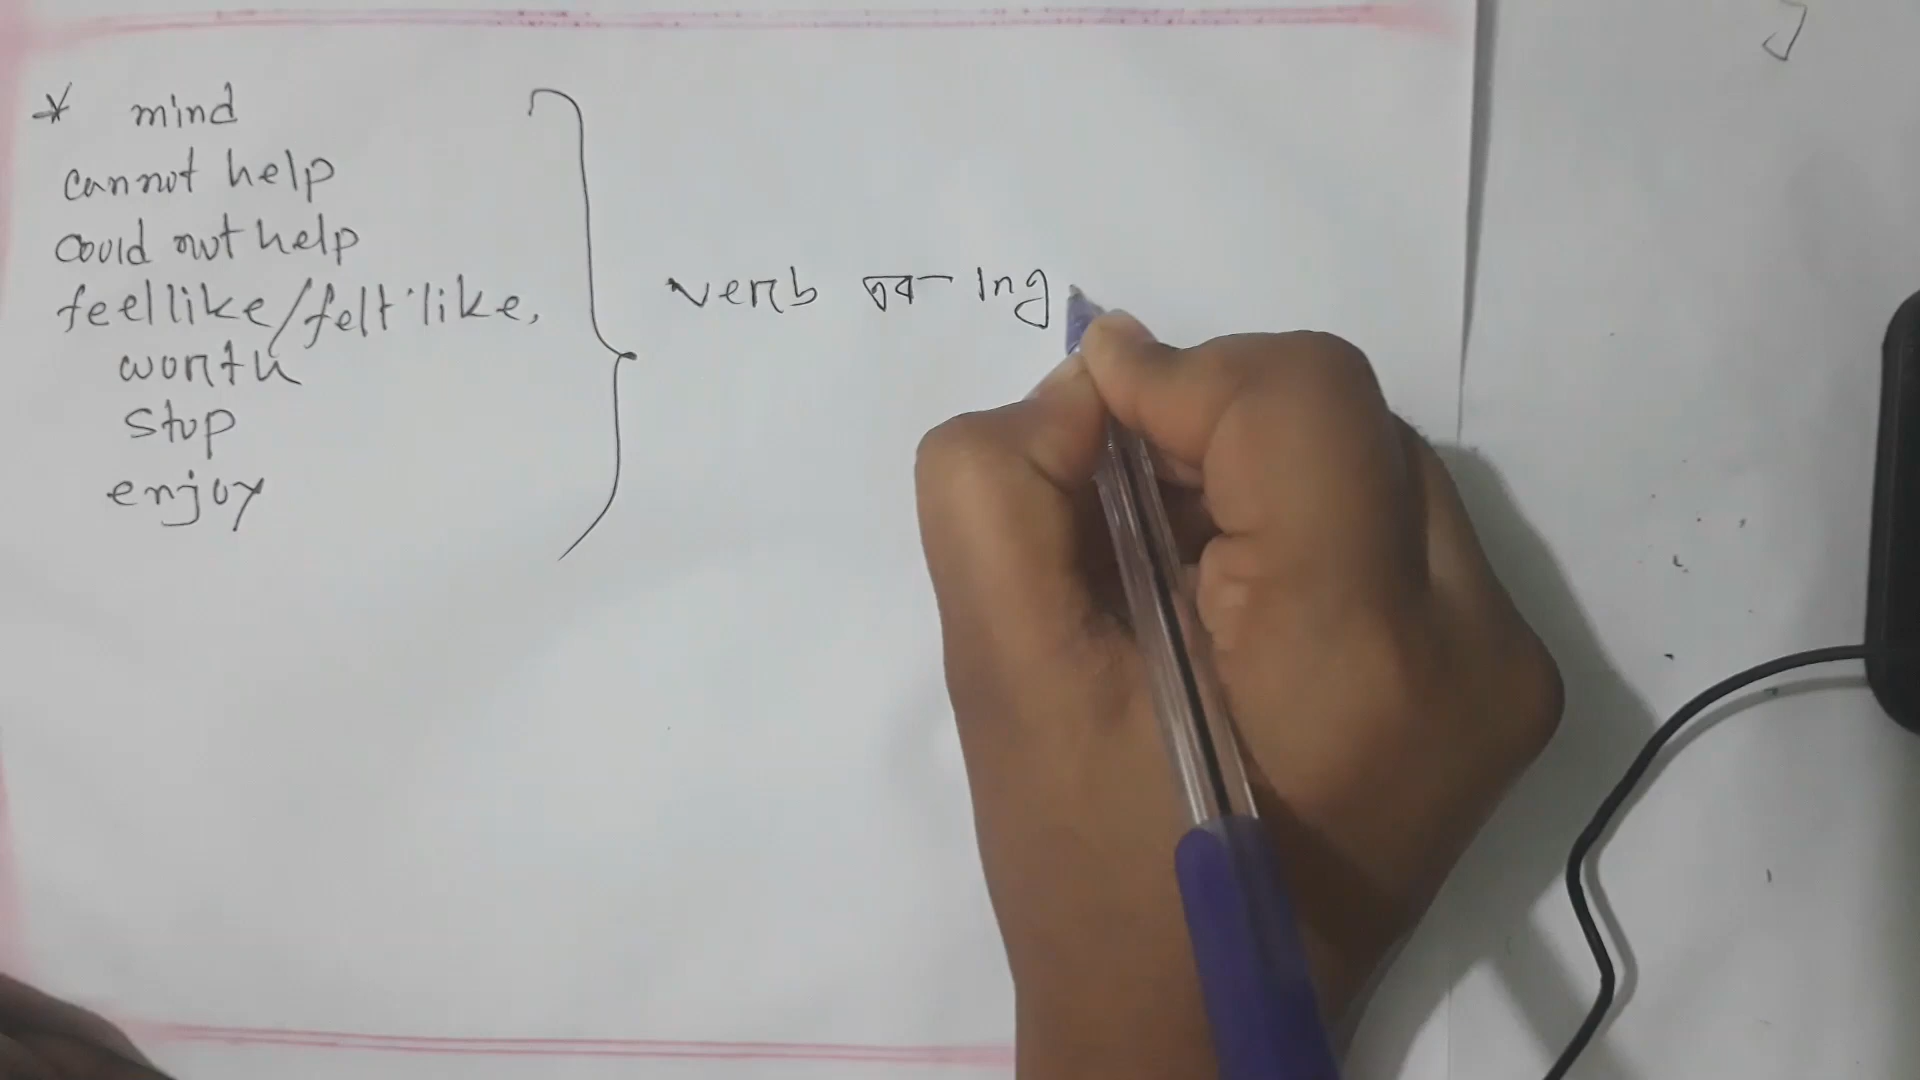 * mind
cannot help
could not help
feel like/felt like,
worth
stop
enjoy
verb এর ing